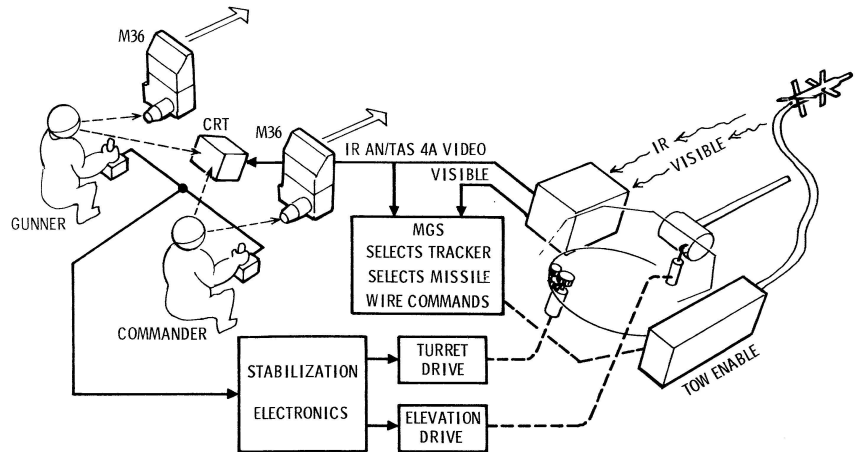 M36
CRT
M36
IR AN/TAS 4A VIDEO
VISIBLE
IR
VISIBLE
GUNNER
MGS
SELECTS TRACKER
SELECTS MISSILE
WIRE COMMANDS
COMMANDER
STABILIZATION
ELECTRONICS
TURRET
DRIVE
ELEVATION
DRIVE
TOW ENABLE